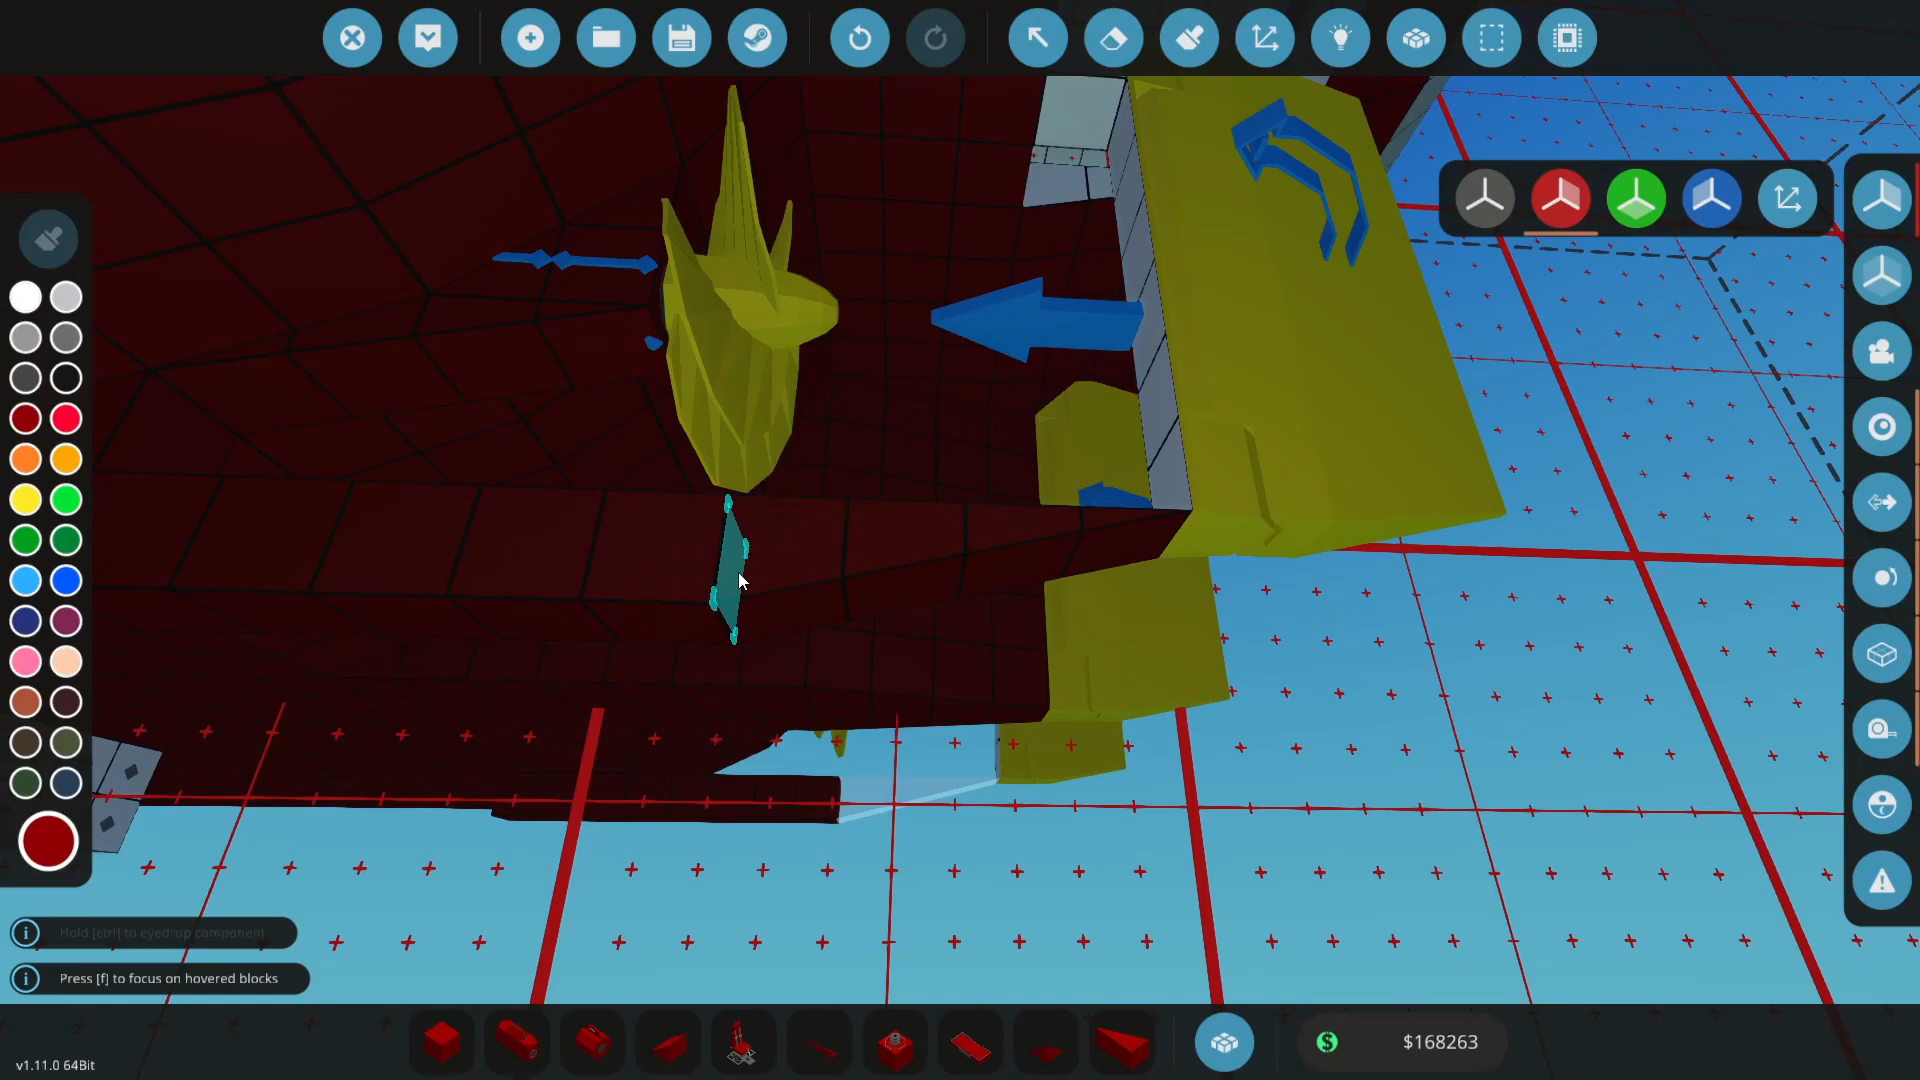 Hold [ctrl] to eyedrop component
Press [f] to focus on hovered blocks
$ $168263
v1.11.0 64Bit